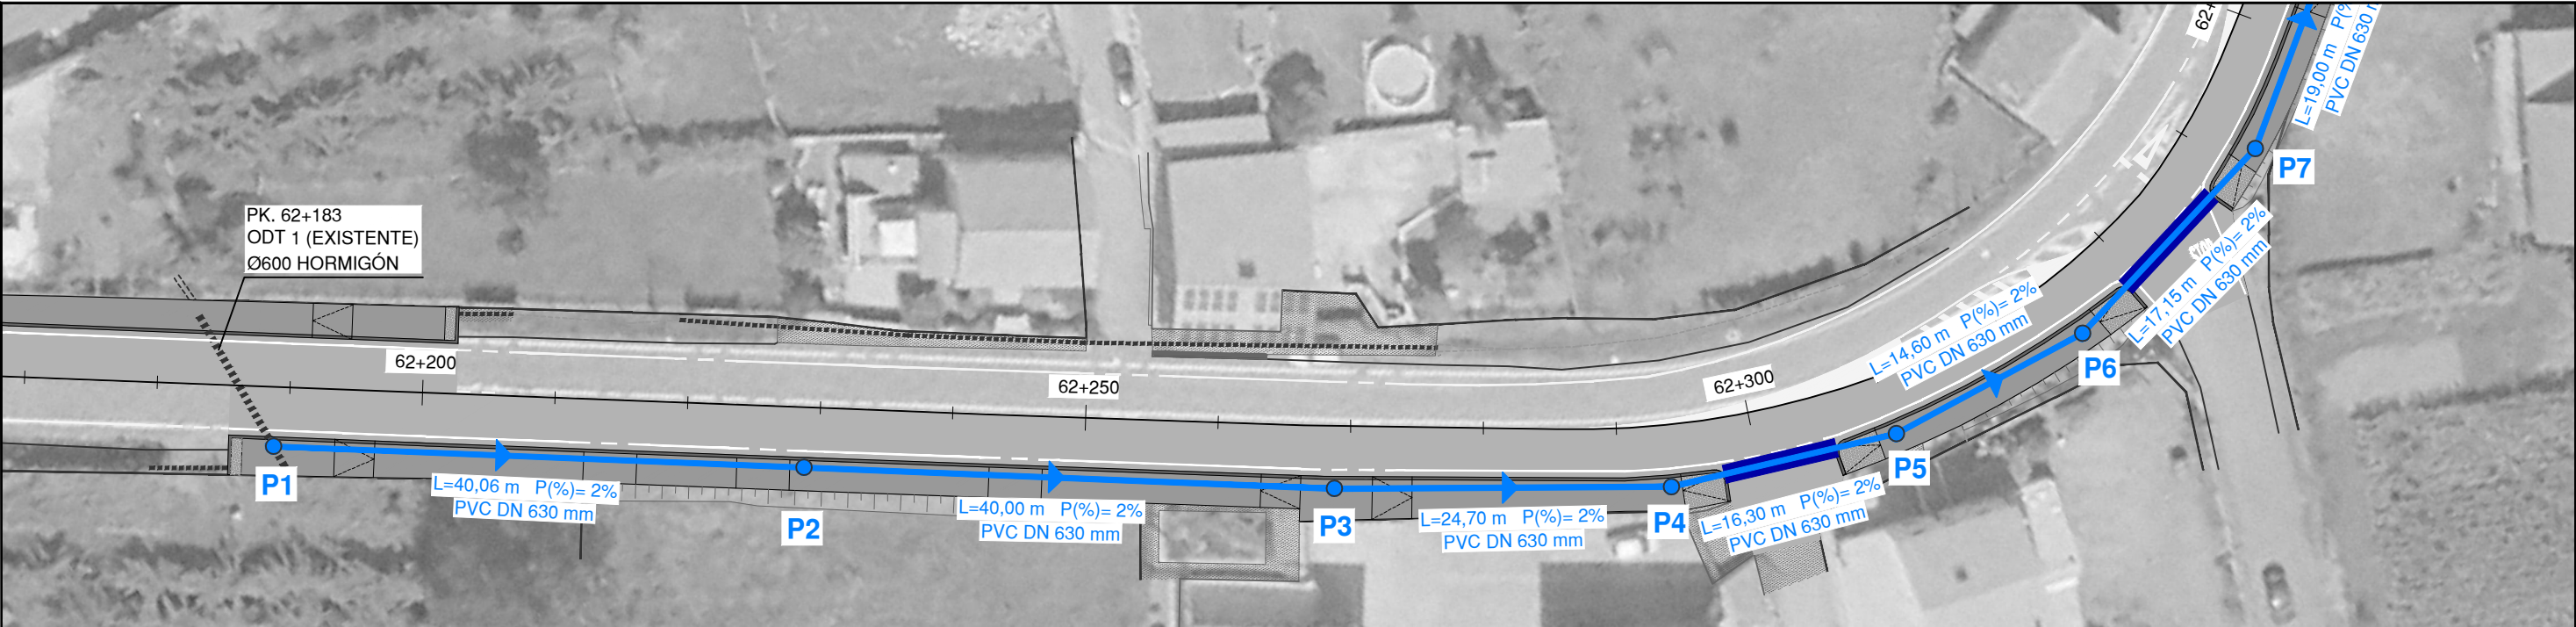 PK. 62+183
ODT 1 (EXISTENTE)
Ø600 HORMIGÓN
62+200
62+250
62+300
62+
P1
L=40,06 m P(%)= 2%
PVC DN 630 mm
P2
L=40,00 m P(%)= 2%
PVC DN 630 mm
P3
L=24,70 m P(%)= 2%
PVC DN 630 mm
P4
L=16,30 m P(%)= 2%
PVC DN 630 mm
P5
L=14,60 m P(%)= 2%
PVC DN 630 mm
P6
L=17,15 m P(%)= 2%
PVC DN 630 mm
P7
L=19,00 m P(%
PVC DN 630